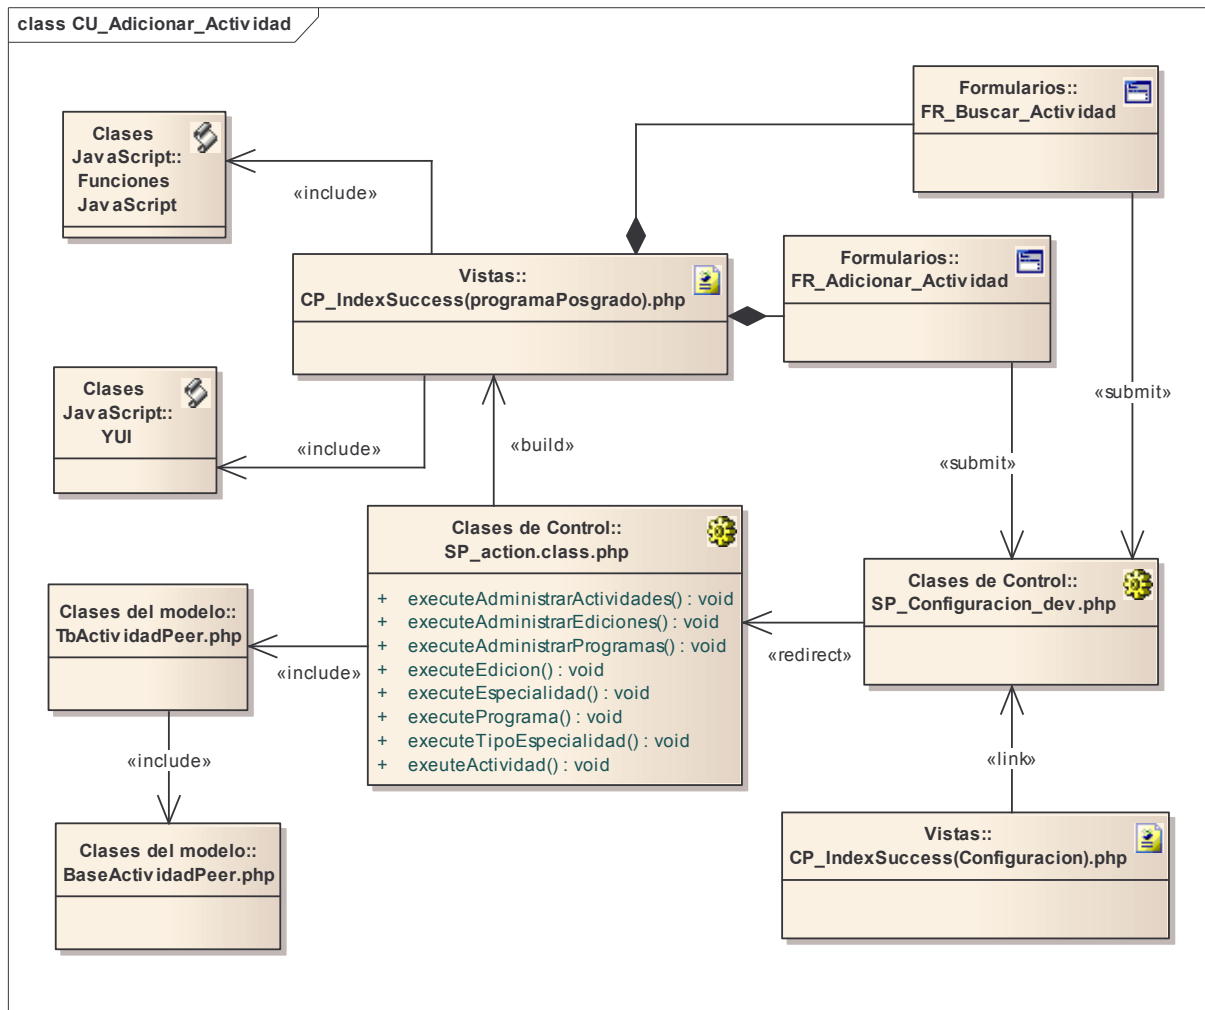 class CU_Adicionar_Actividad
Formularios::
FR_Buscar_Actividad
Clases
JavaScript::
Funciones
JavaScript
«include»
Formularios::
FR_Adicionar_Actividad
Vistas::
CP_IndexSuccess(programaPosgrado).php
Clases
JavaScript::
YUI
«include»
«build»
«submit»
«submit»
Clases de Control::
SP_action.class.php
+ executeAdministrarActividades() : void
+ executeAdministrarEdiciones() : void
+ executeAdministrarProgramas() : void
+ executeEdicion() : void
+ executeEspecialidad() : void
+ executePrograma() : void
+ executeTipoEspecialidad() : void
+ exeuteActividad() : void
Clases de Control::
SP_Configuracion_dev.php
«redirect»
Clases del modelo::
TbActividadPeer.php
«include»
«include»
«link»
Clases del modelo::
BaseActividadPeer.php
Vistas::
CP_IndexSuccess(Configuracion).php